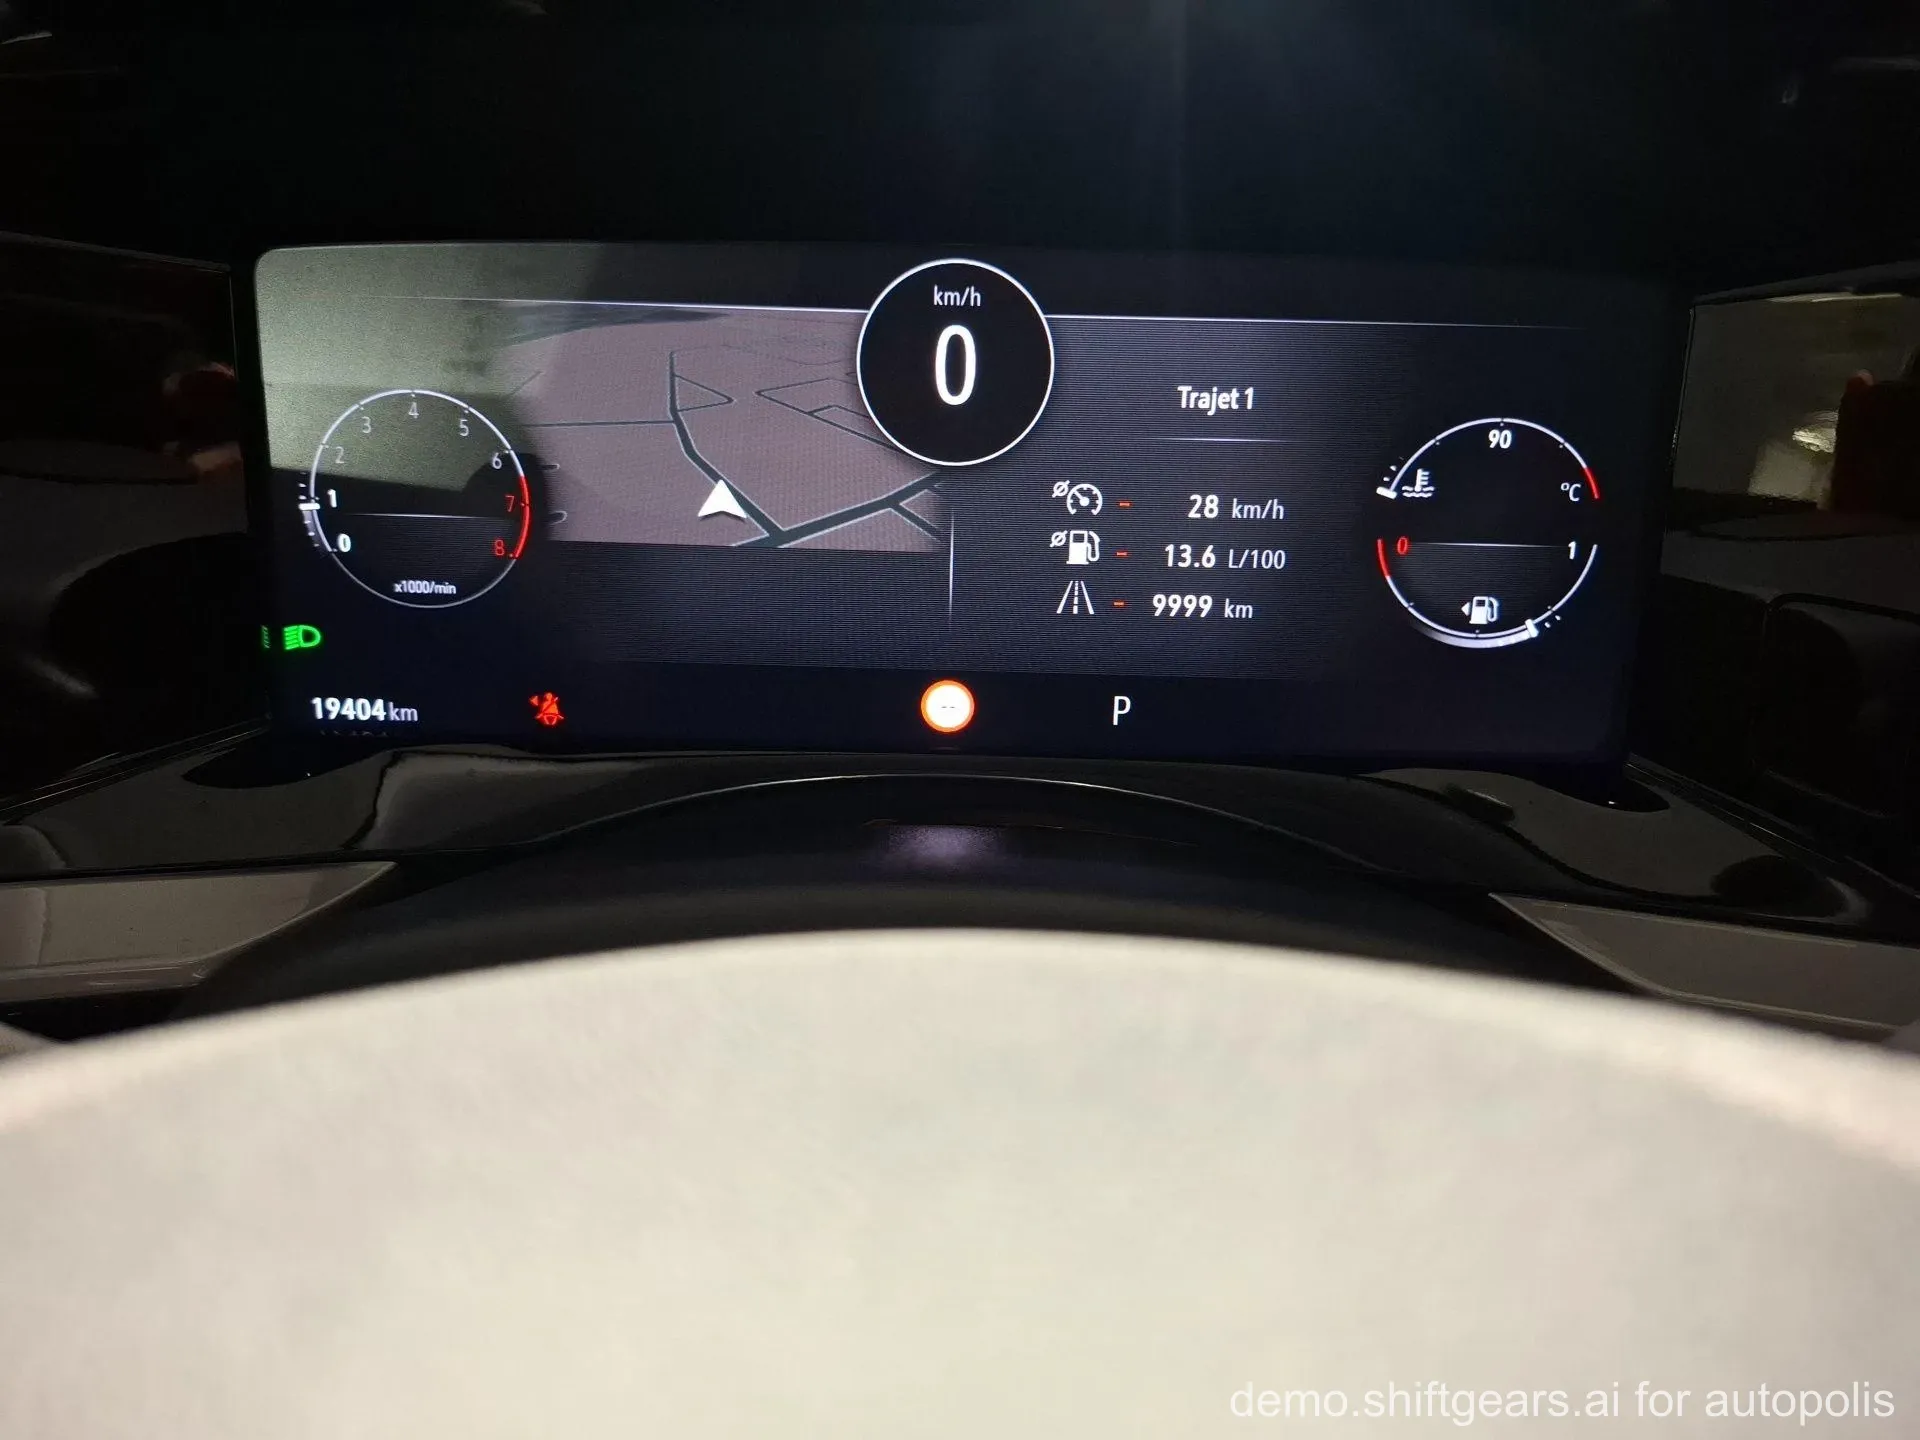 km/h
0
Trajet 1
28 km/h
13.6 L/100
9999 km
0
1
2
3
4
5
6
7
8
x1000/min
90
°C
0
1
19404 km
--
P
demo.shiftgears.ai for autopolis